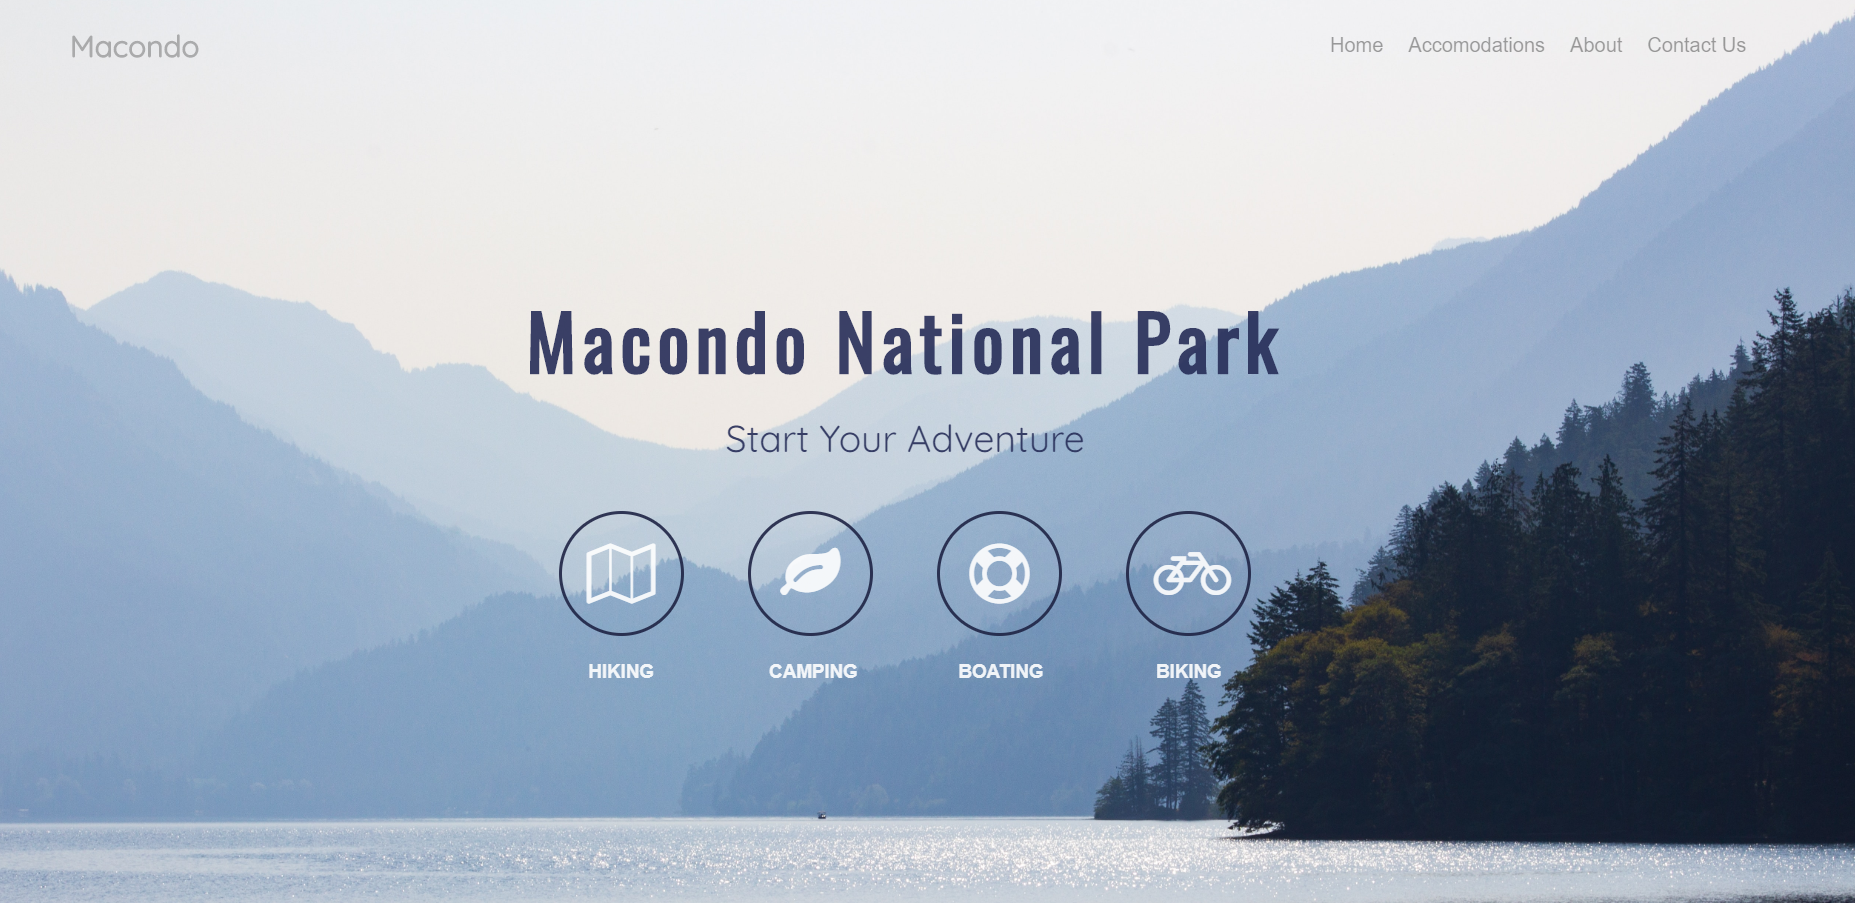 Macondo
Home Accomodations About Contact Us
Macondo National Park
Start Your Adventure
HIKING CAMPING BOATING BIKING